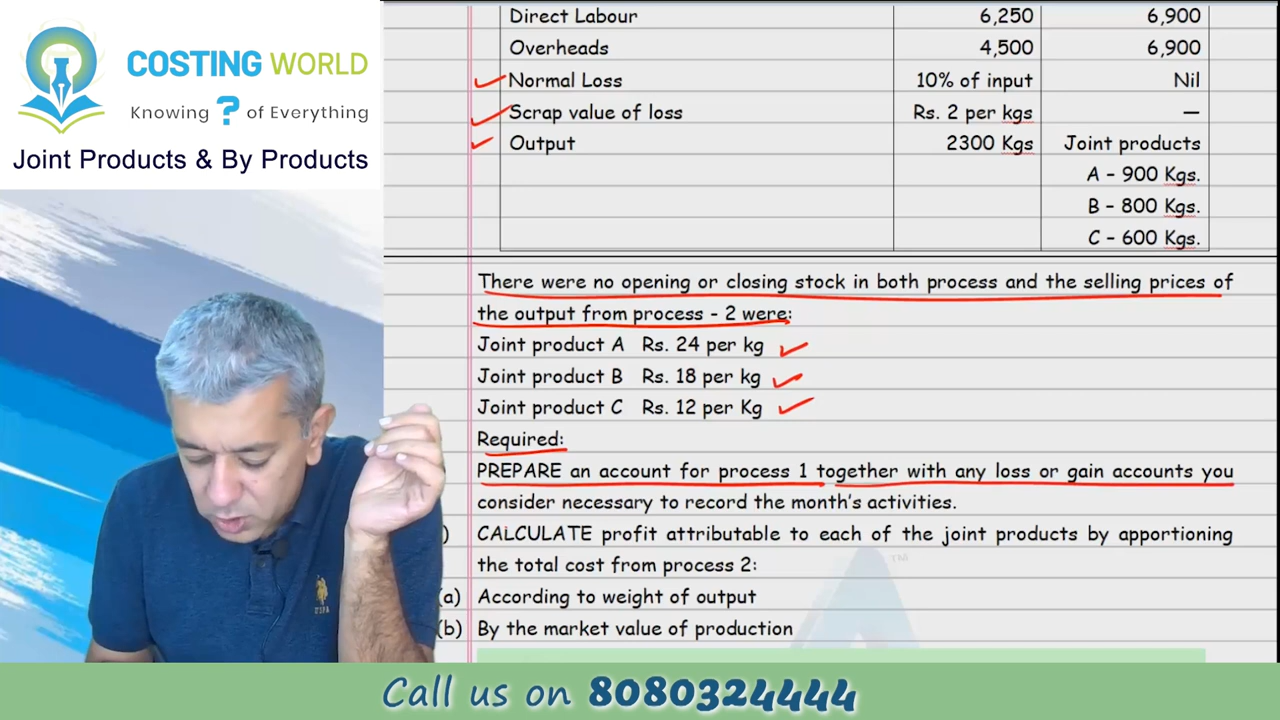 COSTING WORLD
Knowing ? of Everything
Joint Products & By Products
Direct Labour 6,250 6,900
Overheads 4,500 6,900
Normal Loss 10% of input Nil
Scrap value of loss Rs. 2 per kgs —
Output 2300 Kgs Joint products
A – 900 Kgs.
B – 800 Kgs.
C – 600 Kgs.
There were no opening or closing stock in both process and the selling prices of
the output from process - 2 were:
Joint product A Rs. 24 per kg
Joint product B Rs. 18 per kg
Joint product C Rs. 12 per Kg
Required:
PREPARE an account for process 1 together with any loss or gain accounts you
consider necessary to record the month's activities.
) CALCULATE profit attributable to each of the joint products by apportioning
the total cost from process 2:
(a) According to weight of output
(b) By the market value of production
Call us on 8080324444